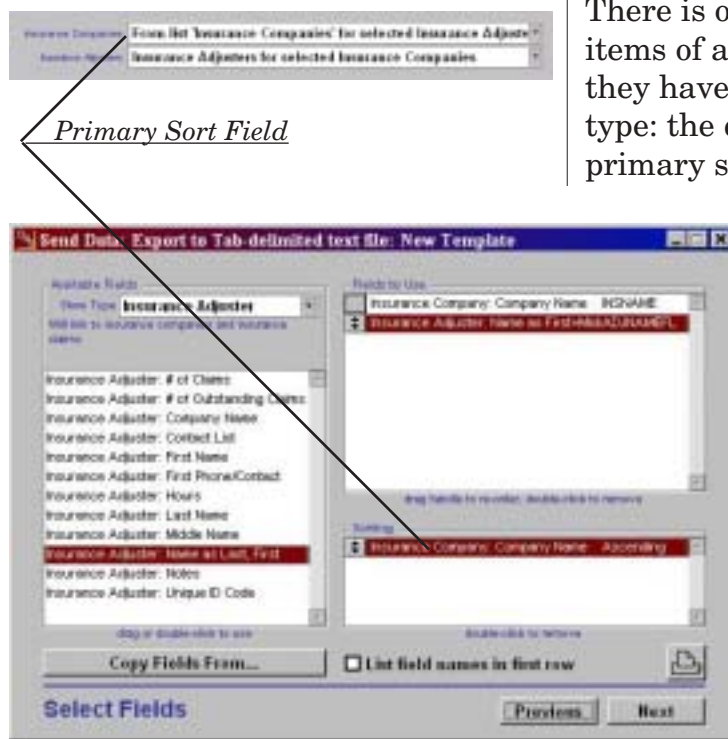 Insurance Companies From list 'Insurance Companies' for selected Insurance Adjuste
Insurance Adjusters for selected Insurance Companies
Primary Sort Field
There is o
items of a
they have
type: the
primary s
Send Data: Export to Tab-delimited text file: New Template
Available Fields
Show Type Insurance Adjuster
Will link to insurance companies and insurance
claims
Insurance Adjuster: # of Claims
Insurance Adjuster: # of Outstanding Claims
Insurance Adjuster: Company Name
Insurance Adjuster: Contact List
Insurance Adjuster: First Name
Insurance Adjuster: First Phone/Contact
Insurance Adjuster: Hours
Insurance Adjuster: Last Name
Insurance Adjuster: Middle Name
Insurance Adjuster: Name as Last, First
Insurance Adjuster: Notes
Insurance Adjuster: Unique ID Code
drag or double-click to use
Copy Fields From...
Fields to Use
Insurance Company: Company Name INSNAME
Insurance Adjuster: Name as First
drag handle to re-order, double-click to remove
Sorting
Insurance Company: Company Name Ascending
double-click to remove
List field names in first row
Select Fields
Previous
Next